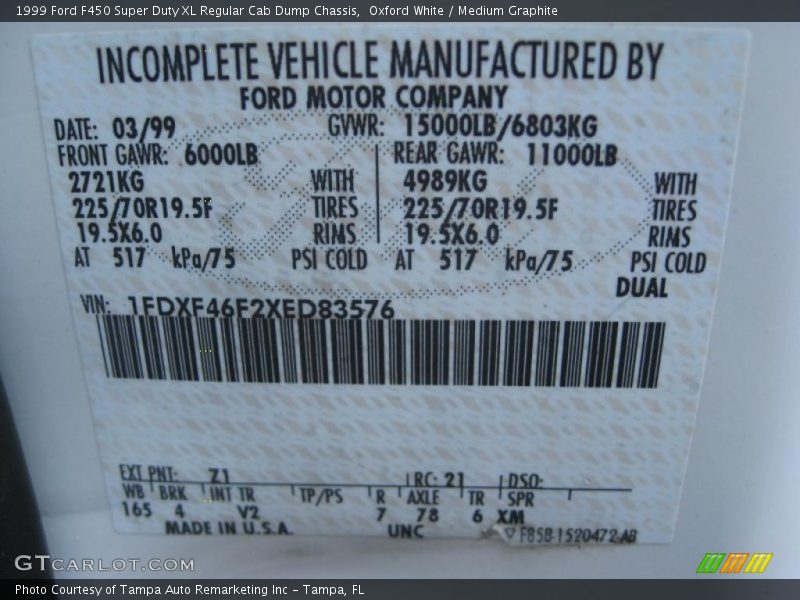 1999 Ford F450 Super Duty XL Regular Cab Dump Chassis, Oxford White / Medium Graphite
INCOMPLETE VEHICLE MANUFACTURED BY
FORD MOTOR COMPANY
DATE: 03/99 GVWR: 15000LB/6803KG
FRONT GAWR: 6000LB REAR GAWR: 11000LB
2721KG WITH 4989KG WITH
225/70R19.5F TIRES 225/70R19.5F TIRES
19.5X6.0 RIMS 19.5X6.0 RIMS
AT 517 kPa/75 PSI COLD AT 517 kPa/75 PSI COLD
DUAL
VIN: 1FDXF46F2XED83576
EXT PNT: Z1 RC: 21 DSO:
WB BRK INT TR TP/PS R AXLE TR SPR
165 4 V2 7 78 6 XM
MADE IN U.S.A. UNC F85B-1520472-AB
GTCARLOT.COM
Photo Courtesy of Tampa Auto Remarketing Inc - Tampa, FL